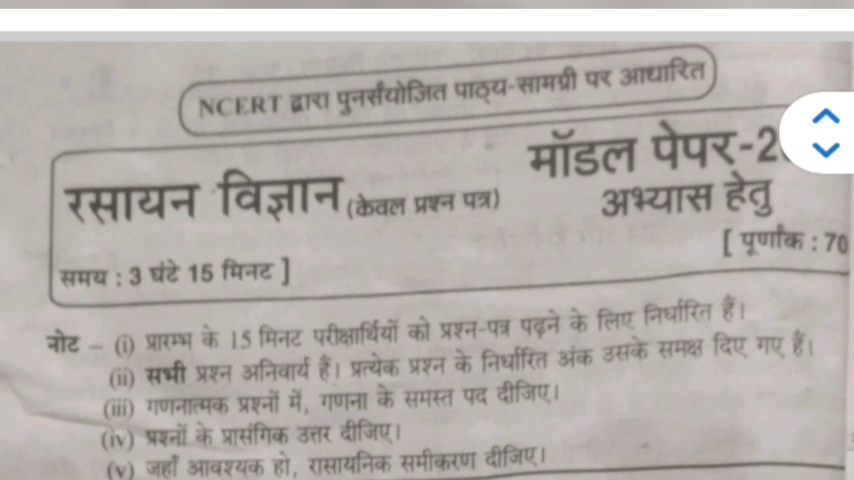 NCERT द्वारा पुनर्संयोजित पाठ्य-सामग्री पर आधारित
मॉडल पेपर-2
रसायन विज्ञान (केवल प्रश्न पत्र)
अभ्यास हेतु
[ पूर्णांक : 70
समय : 3 घंटे 15 मिनट ]
नोट – (i) प्रारम्भ के 15 मिनट परीक्षार्थियों को प्रश्न-पत्र पढ़ने के लिए निर्धारित हैं।
(ii) सभी प्रश्न अनिवार्य हैं। प्रत्येक प्रश्न के निर्धारित अंक उसके समक्ष दिए गए हैं।
(iii) गणनात्मक प्रश्नों में, गणना के समस्त पद दीजिए।
(iv) प्रश्नों के प्रासंगिक उत्तर दीजिए।
(v) जहाँ आवश्यक हो, रासायनिक समीकरण दीजिए।